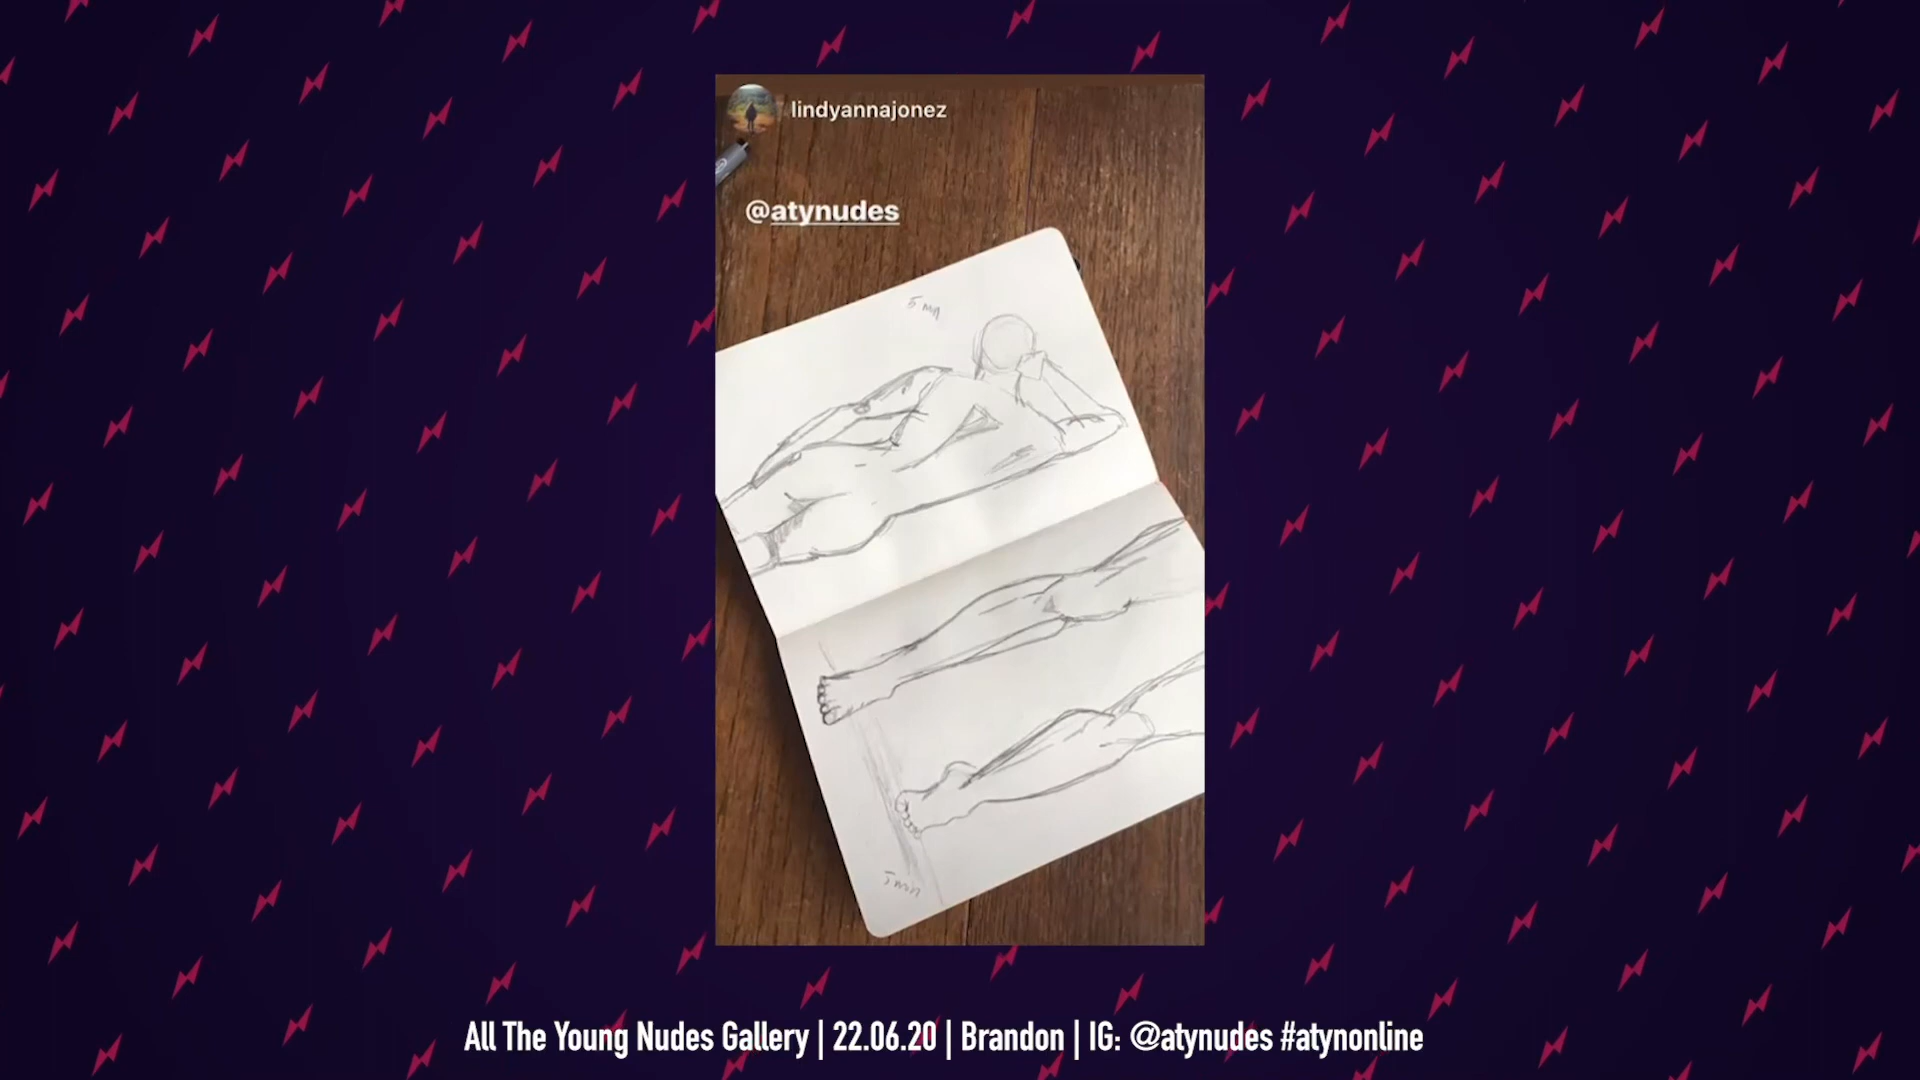 lindyannajonez
@atynudes
5 min
5 min
All The Young Nudes Gallery | 22.06.20 | Brandon | IG: @atynudes #atynonline